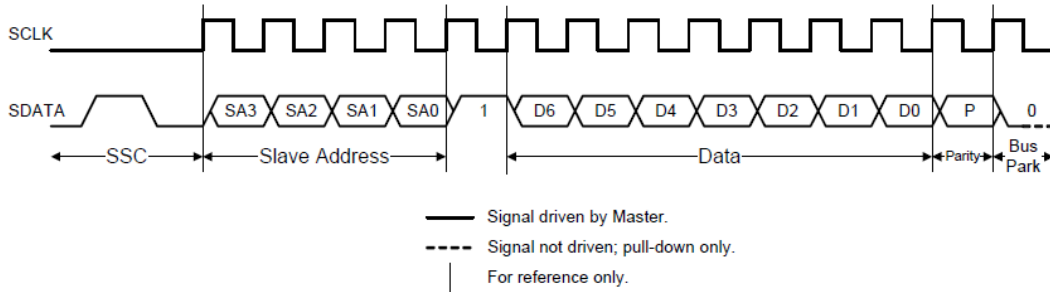 SCLK
SDATA SA3 SA2 SA1 SA0 1 D6 D5 D4 D3 D2 D1 D0 P 0
SSC Slave Address Data Parity Bus Park
Signal driven by Master.
Signal not driven; pull-down only.
For reference only.